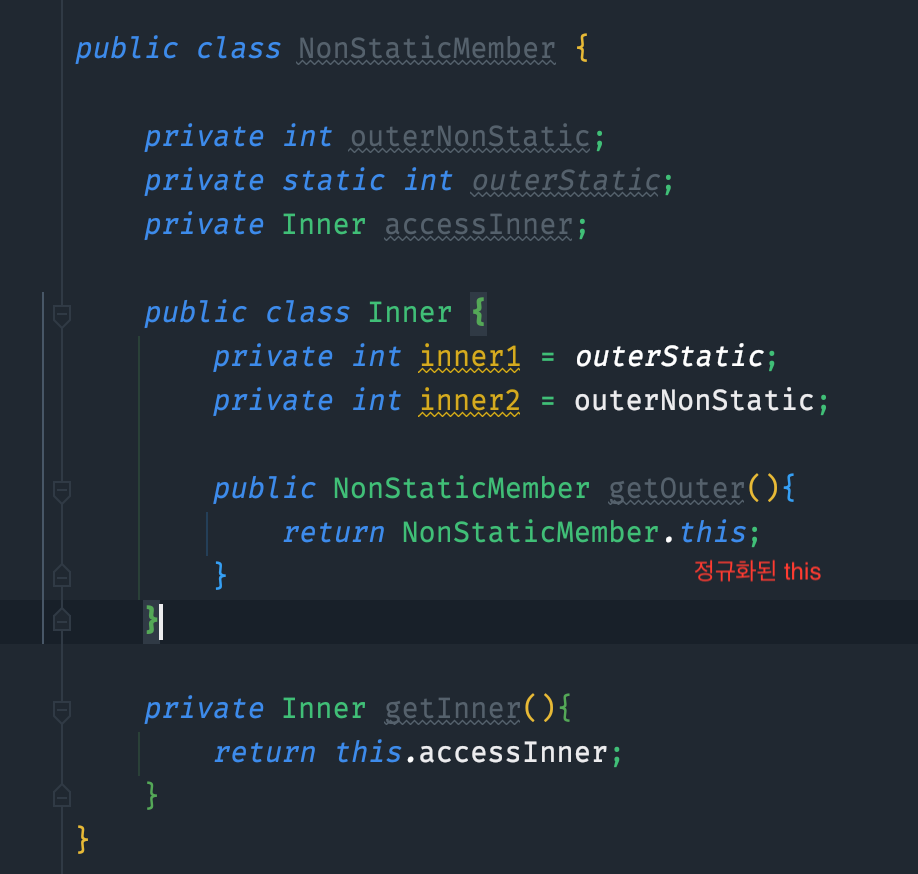 public class NonStaticMember {
private int outerNonStatic;
private static int outerStatic;
private Inner accessInner;
public class Inner {
private int inner1 = outerStatic;
private int inner2 = outerNonStatic;
public NonStaticMember getOuter(){
return NonStaticMember.this;
}
정규화된 this
}
private Inner getInner(){
return this.accessInner;
}
}